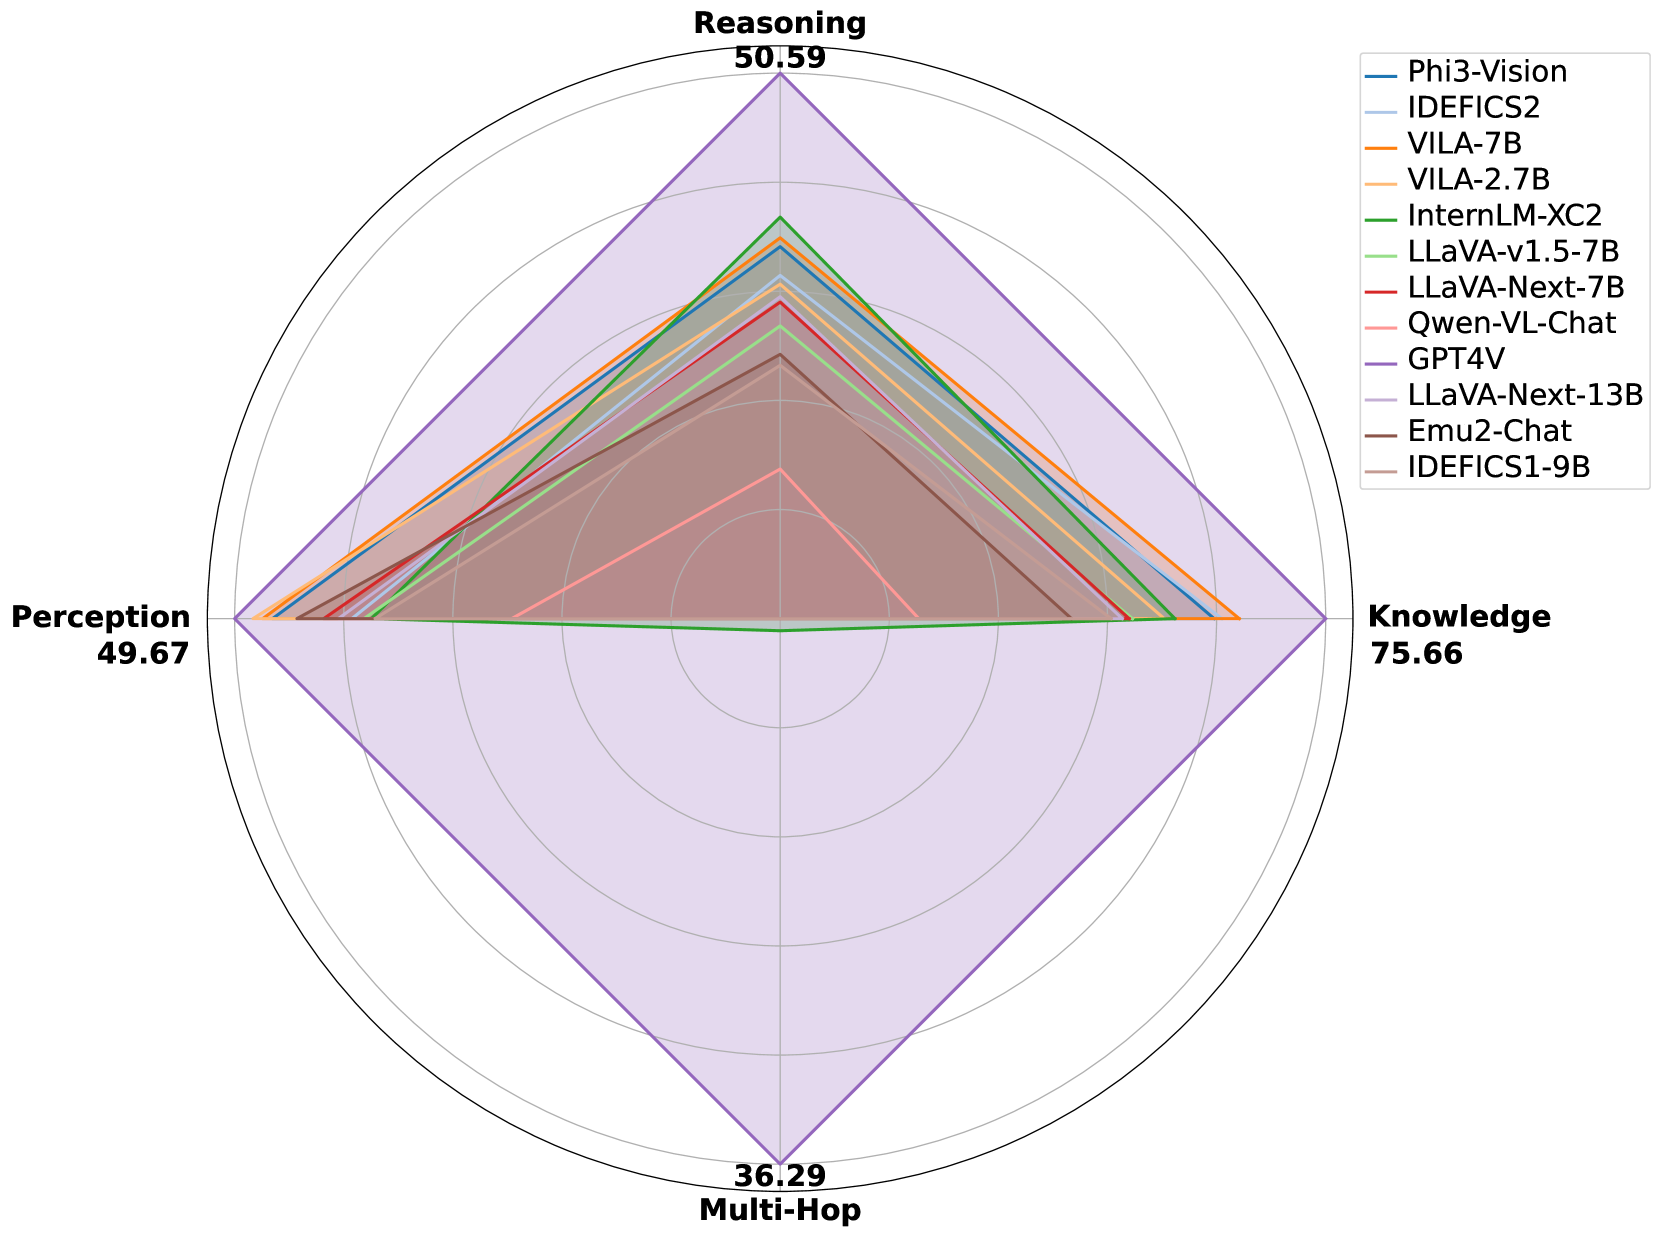 Reasoning
50.59
Perception
49.67
Knowledge
75.66
36.29
Multi-Hop
Phi3-Vision
IDEFICS2
VILA-7B
VILA-2.7B
InternLM-XC2
LLaVA-v1.5-7B
LLaVA-Next-7B
Qwen-VL-Chat
GPT4V
LLaVA-Next-13B
Emu2-Chat
IDEFICS1-9B